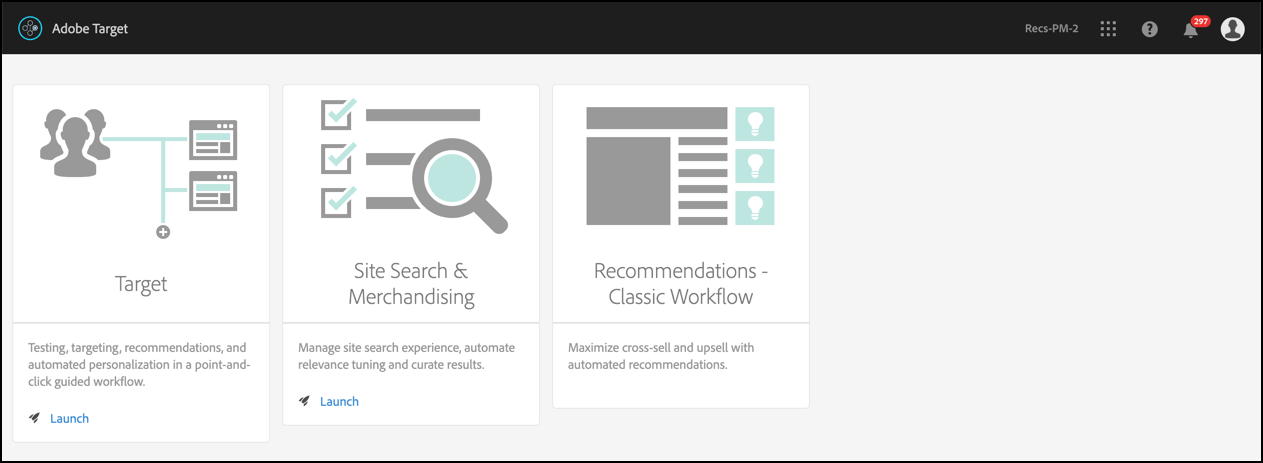 Adobe Target
Recs-PM-2
297
Target
Testing, targeting, recommendations, and
automated personalization in a point-and-
click guided workflow.
Launch
Site Search &
Merchandising
Manage site search experience, automate
relevance tuning and curate results.
Launch
Recommendations -
Classic Workflow
Maximize cross-sell and upsell with
automated recommendations.